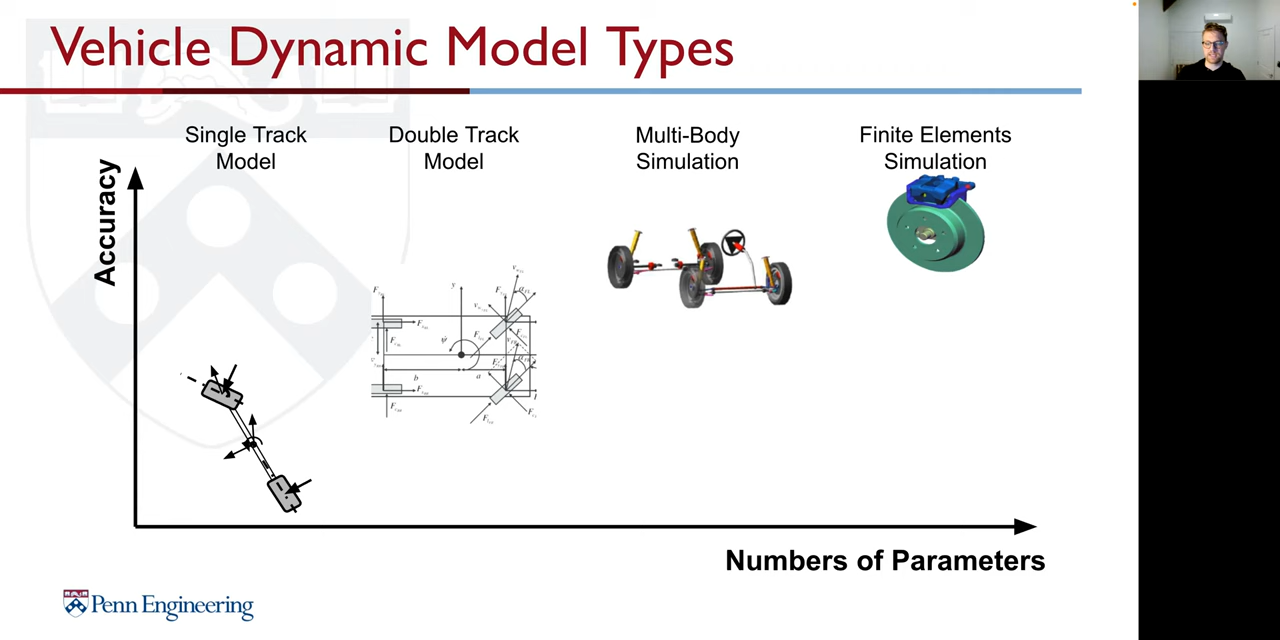 Vehicle Dynamic Model Types
Single Track
Model
Double Track
Model
Multi-Body
Simulation
Finite Elements
Simulation
Accuracy
y
b
a
Numbers of Parameters
Penn Engineering